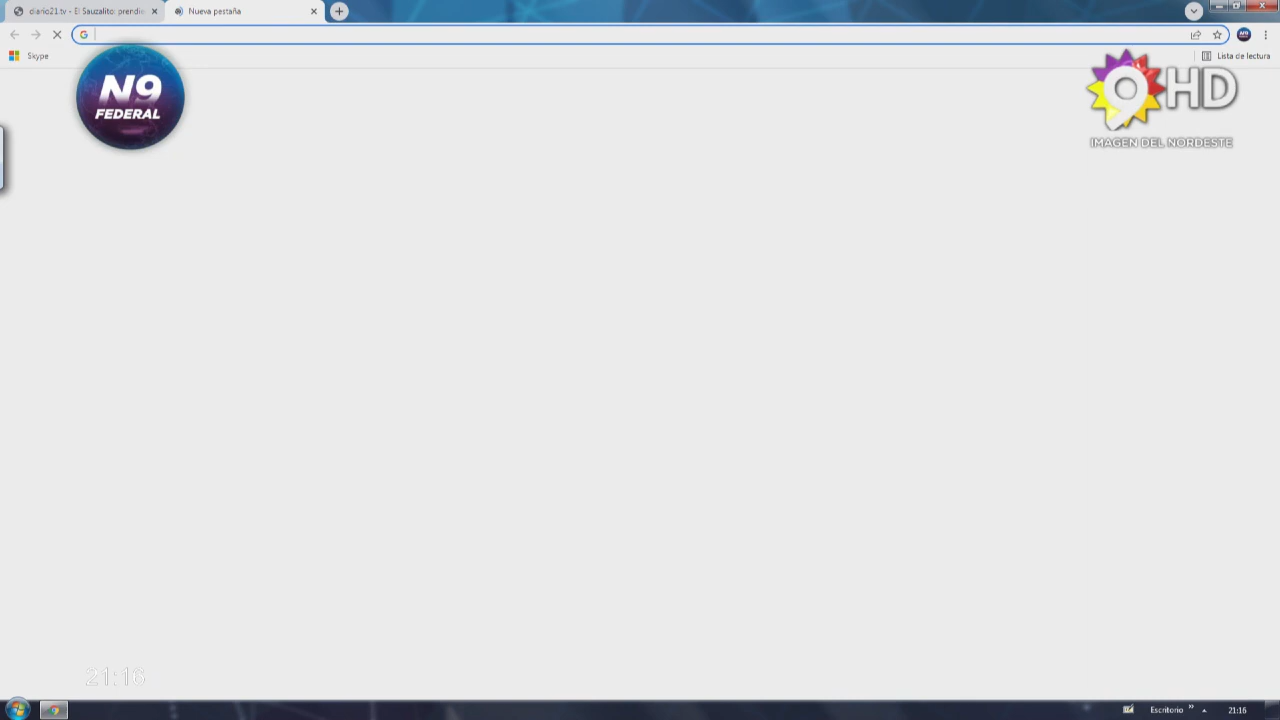 diario21.tv - El Sauzalito: prendie
Nueva pestaña
Skype
Lista de lectura
N9
FEDERAL
9 HD
IMAGEN DEL NORDESTE
21:16
Escritorio
21:16